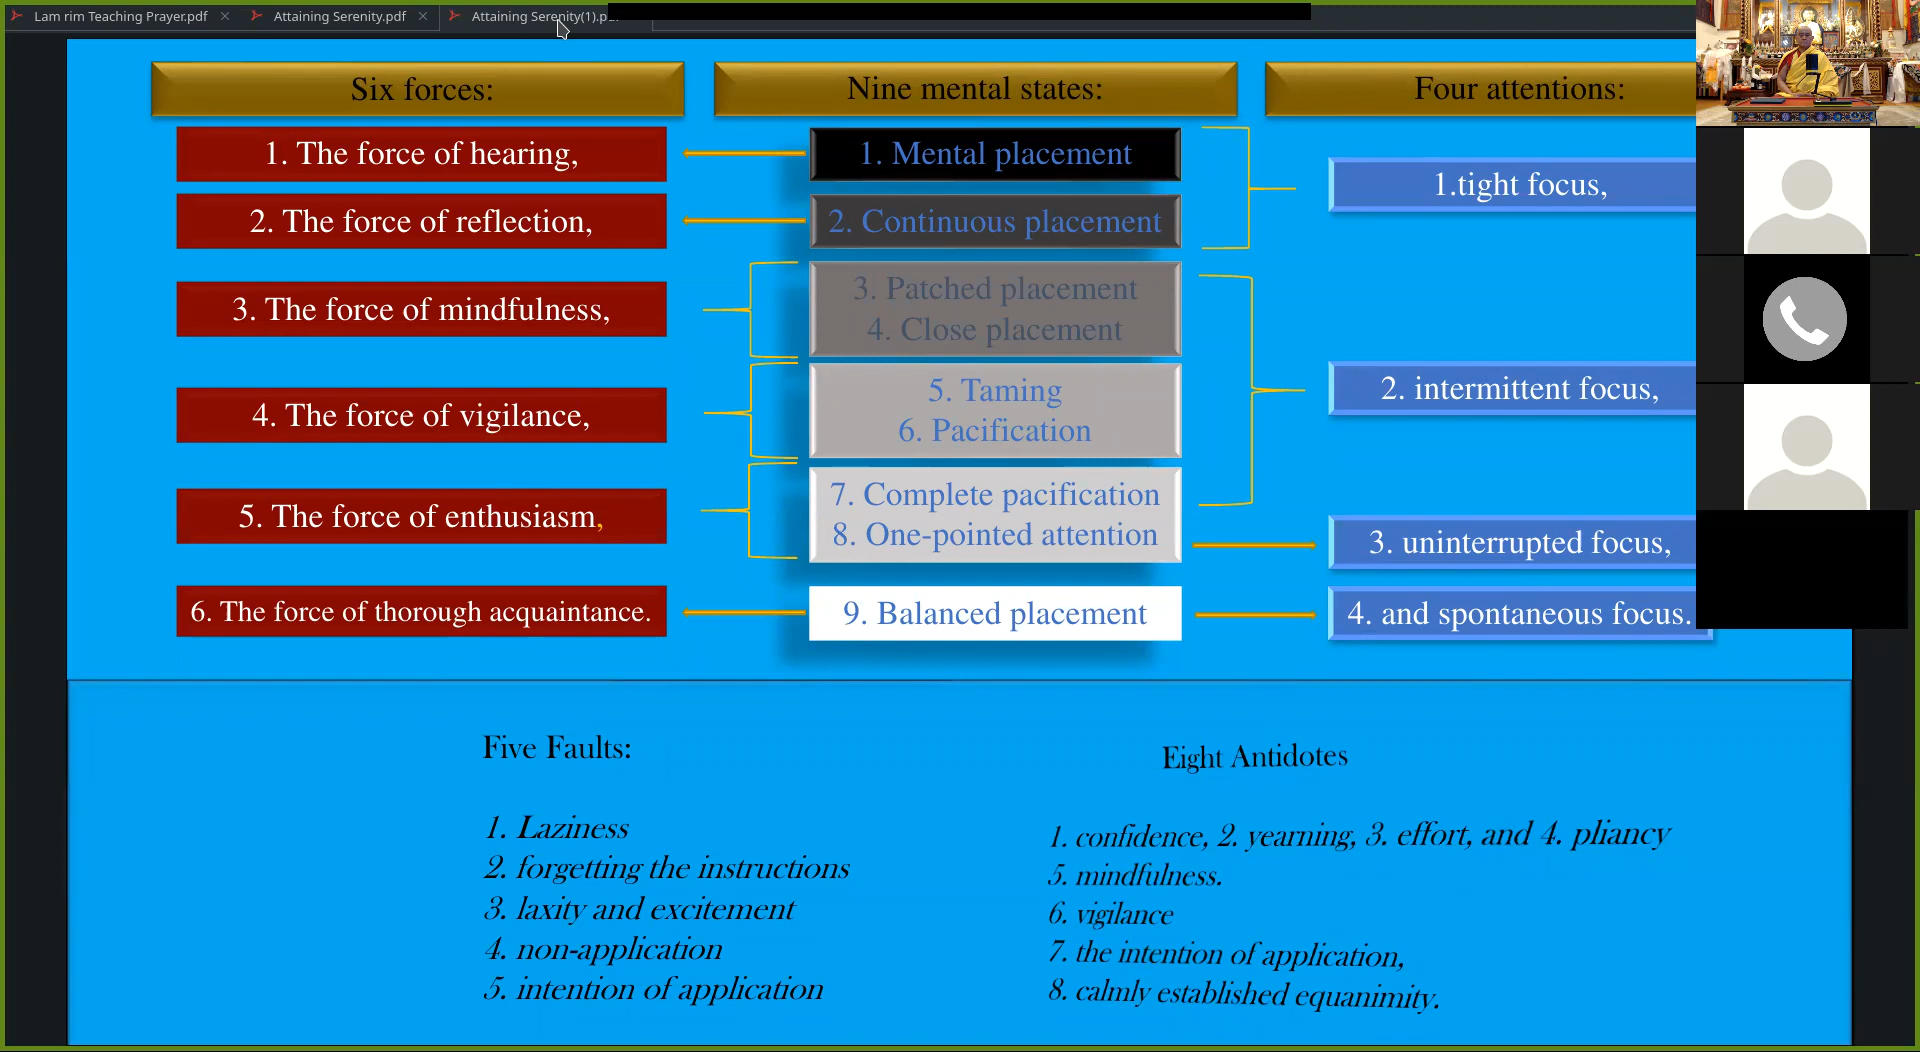 Lam rim Teaching Prayer.pdf
Attaining Serenity.pdf
Attaining Serenity(1).p
Six forces:
1. The force of hearing,
2. The force of reflection,
3. The force of mindfulness,
4. The force of vigilance,
5. The force of enthusiasm,
6. The force of thorough acquaintance.
Nine mental states:
1. Mental placement
2. Continuous placement
3. Patched placement
4. Close placement
5. Taming
6. Pacification
7. Complete pacification
8. One-pointed attention
9. Balanced placement
Four attentions:
1.tight focus,
2. intermittent focus,
3. uninterrupted focus,
4. and spontaneous focus.
Five Faults:
1. Laziness
2. forgetting the instructions
3. laxity and excitement
4. non-application
5. intention of application
Eight Antidotes
1. confidence, 2. yearning, 3. effort, and 4. pliancy
5. mindfulness.
6. vigilance
7. the intention of application,
8. calmly established equanimity.